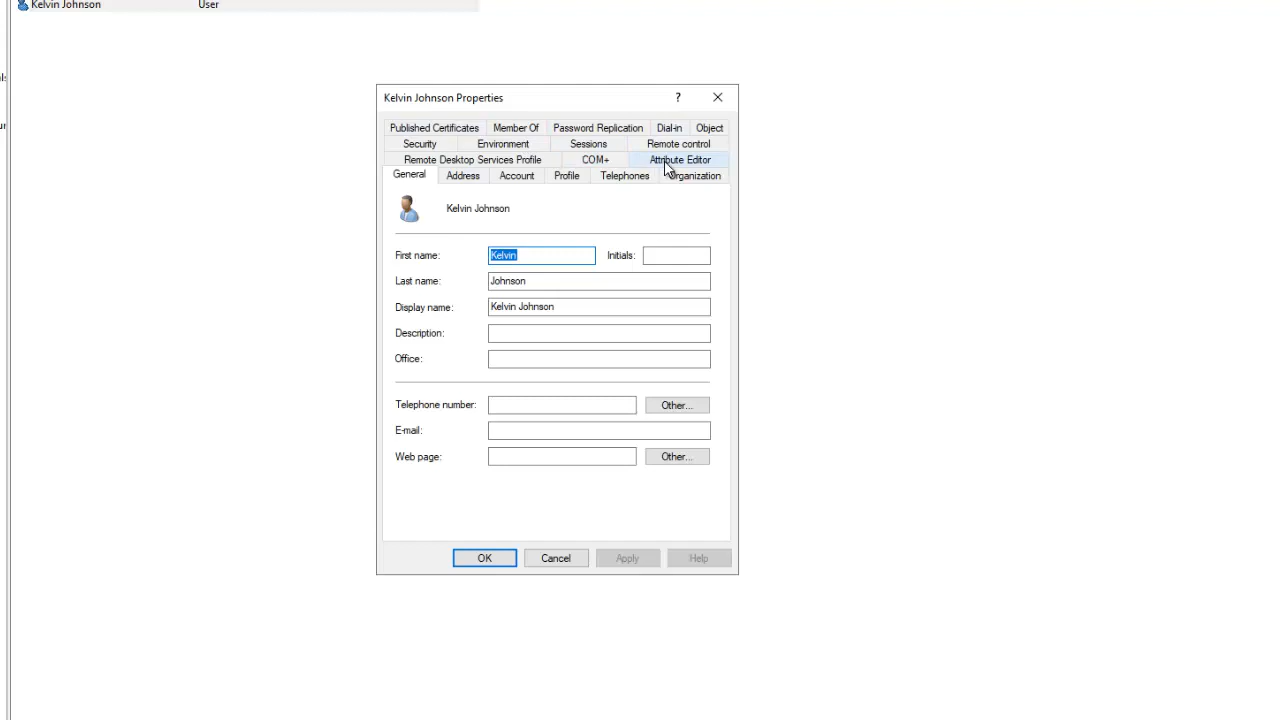 Kelvin Johnson User
Kelvin Johnson Properties ?
Published Certificates Member Of Password Replication Dial-in Object
Security Environment Sessions Remote control
Remote Desktop Services Profile COM+ Attribute Editor
General Address Account Profile Telephones Organization
Kelvin Johnson
First name: Kelvin Initials:
Last name: Johnson
Display name: Kelvin Johnson
Description:
Office:
Telephone number: Other...
E-mail:
Web page: Other...
OK Cancel Apply Help